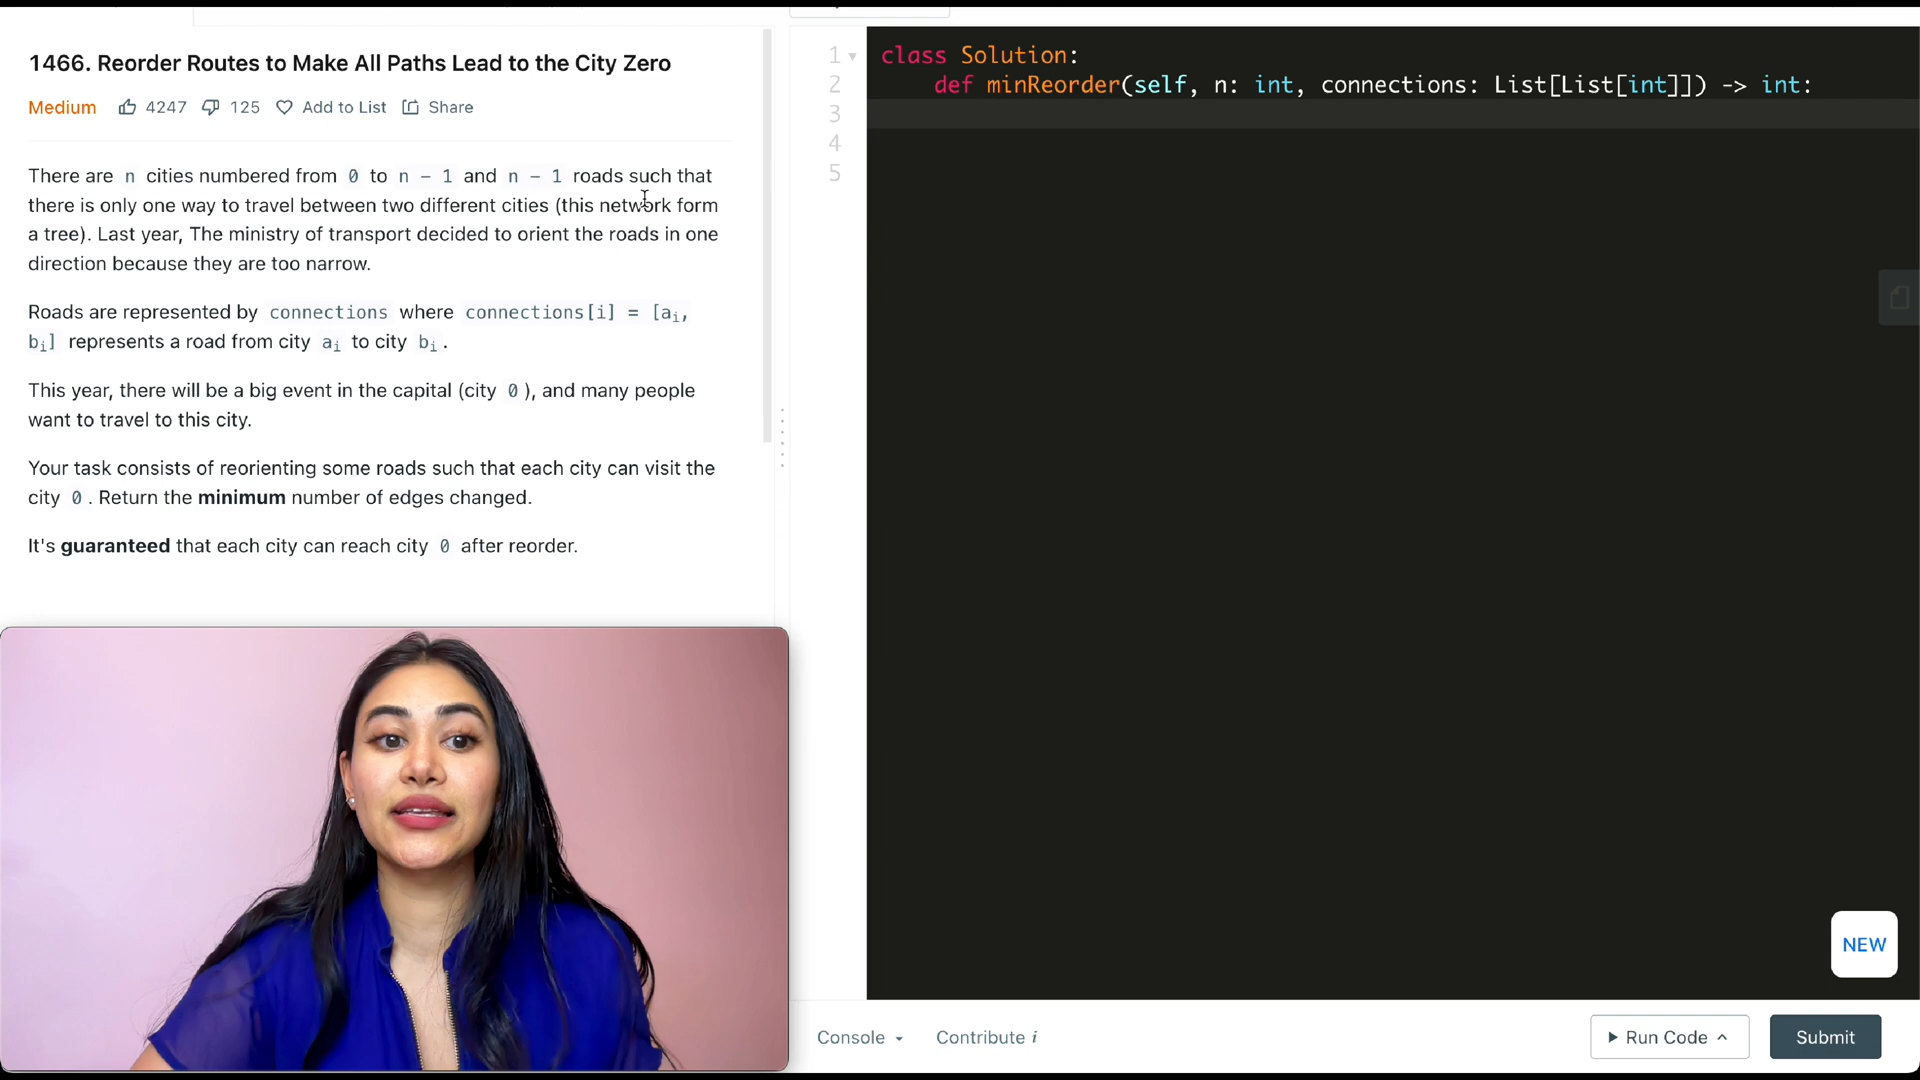 1466. Reorder Routes to Make All Paths Lead to the City Zero
Medium 4247 125 Add to List Share
There are n cities numbered from 0 to n - 1 and n - 1 roads such that
there is only one way to travel between two different cities (this network form
a tree). Last year, The ministry of transport decided to orient the roads in one
direction because they are too narrow.
Roads are represented by connections where connections[i] = [ai,
bi] represents a road from city ai to city bi.
This year, there will be a big event in the capital (city 0), and many people
want to travel to this city.
Your task consists of reorienting some roads such that each city can visit the
city 0. Return the minimum number of edges changed.
It's guaranteed that each city can reach city 0 after reorder.
1 class Solution:
2 def minReorder(self, n: int, connections: List[List[int]]) -> int:
3
4
5
NEW
Console Contribute i Run Code Submit